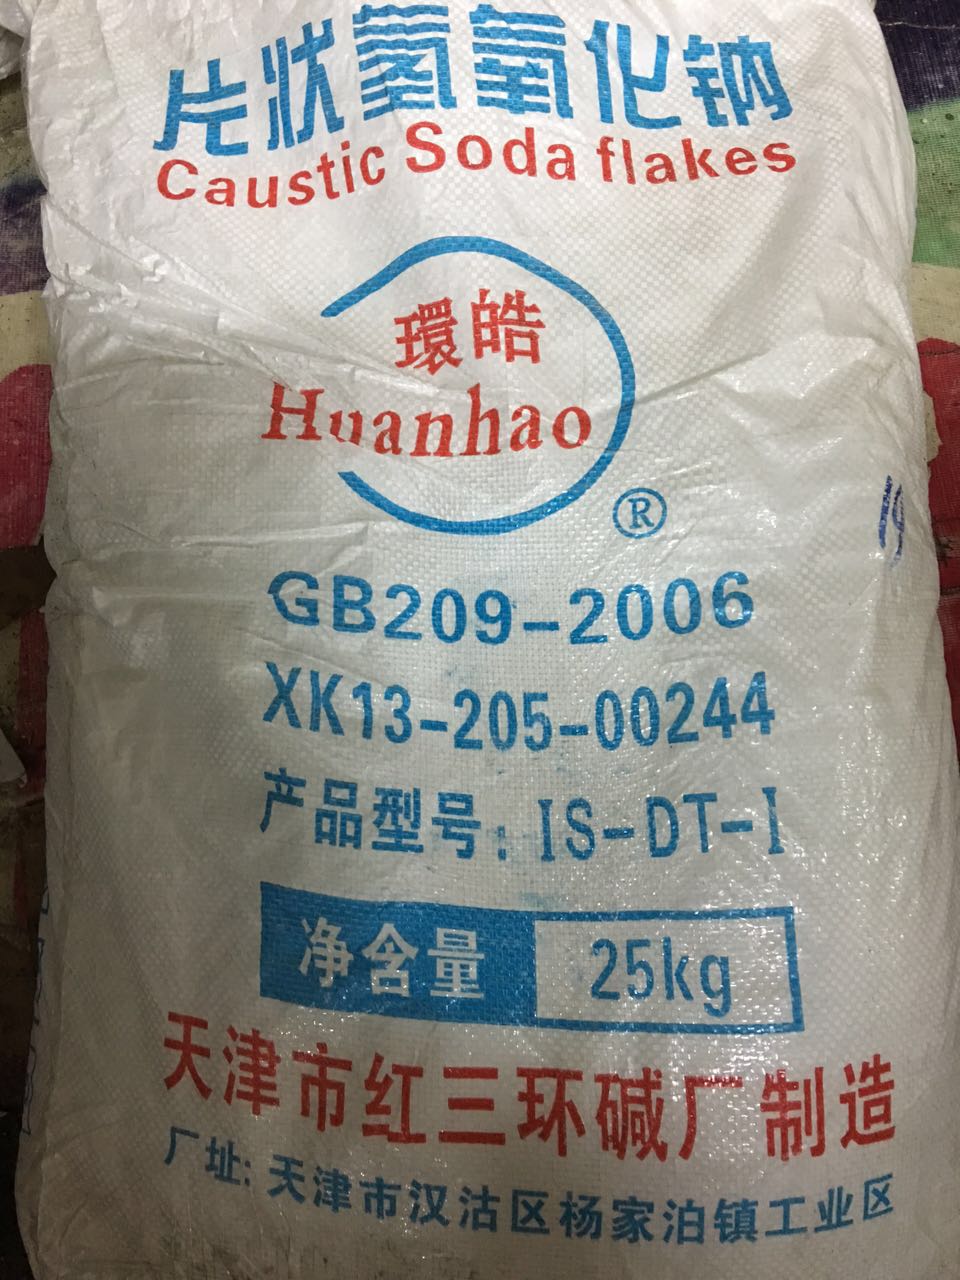 片状氢氧化钠
Caustic Soda flakes
環皓
Huanhao
®
GB209-2006
XK13-205-00244
产品型号：IS-DT-I
净含量 25kg
天津市红三环碱厂制造
厂址：天津市汉沽区杨家泊镇工业区